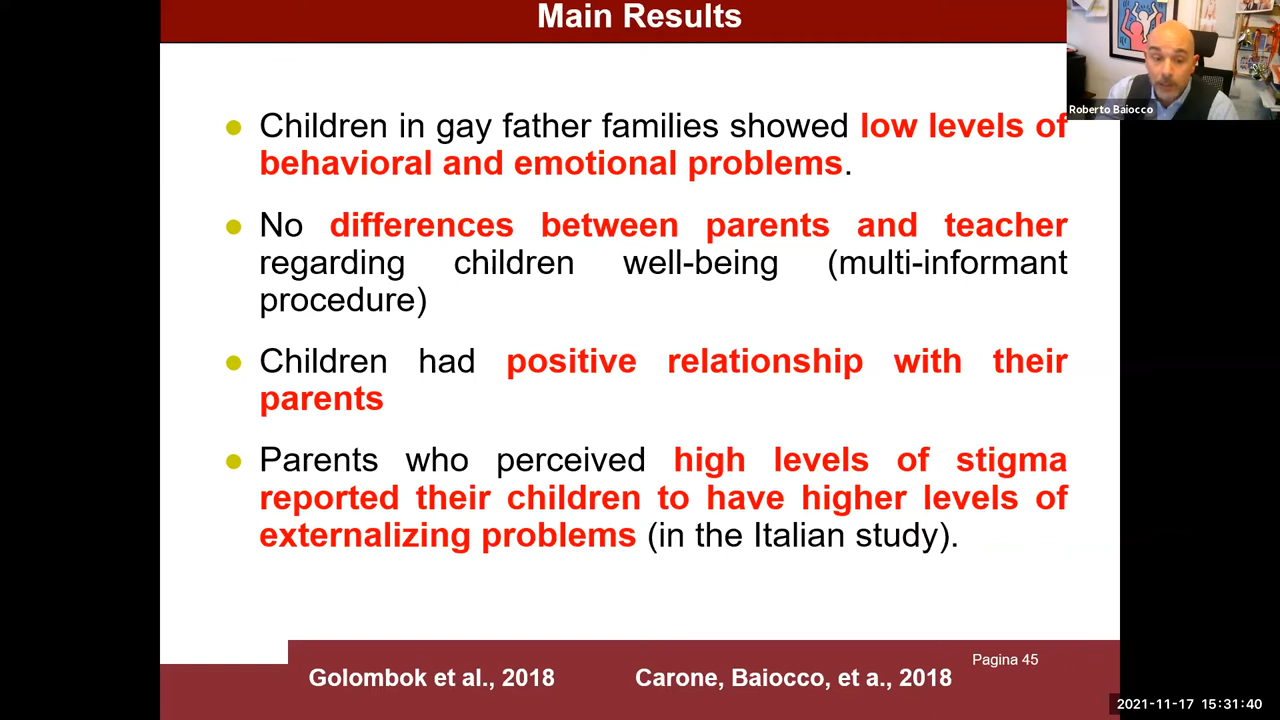 Main Results
Roberto Baiocco
Children in gay father families showed low levels of
behavioral and emotional problems.
No differences between parents and teacher
regarding children well-being (multi-informant
procedure)
Children had positive relationship with their
parents
Parents who perceived high levels of stigma
reported their children to have higher levels of
externalizing problems (in the Italian study).
Pagina 45
Golombok et al., 2018 Carone, Baiocco, et a., 2018
2021-11-17 15:31:40